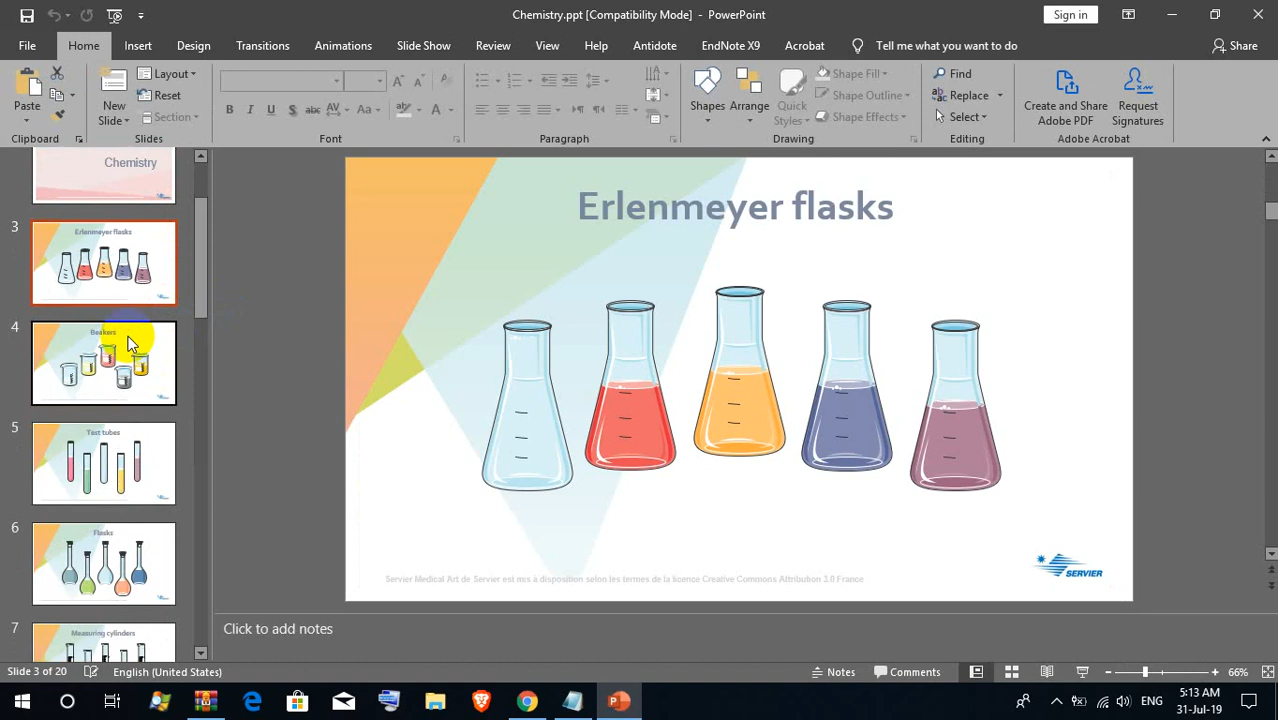 Chemistry.ppt [Compatibility Mode] - PowerPoint
Sign in
File Home Insert Design Transitions Animations Slide Show Review View Help Antidote EndNote X9 Acrobat Tell me what you want to do Share
Paste
Clipboard
New Slide
Layout
Reset
Section
Slides
B I U S abc AV Aa A
Font
Paragraph
Shapes
Arrange
Quick Styles
Shape Fill
Shape Outline
Shape Effects
Drawing
Find
Replace
Select
Editing
Create and Share Adobe PDF
Request Signatures
Adobe Acrobat
Chemistry
3
Erlenmeyer flasks
4
Beakers
5
Test tubes
6
Flasks
7
Measuring cylinders
Erlenmeyer flasks
Servier Medical Art de Servier est mis à disposition selon les termes de la licence Creative Commons Attribution 3.0 France
SERVIER
Click to add notes
Slide 3 of 20 English (United States) Notes Comments 66%
ENG
5:13 AM
31-Jul-19